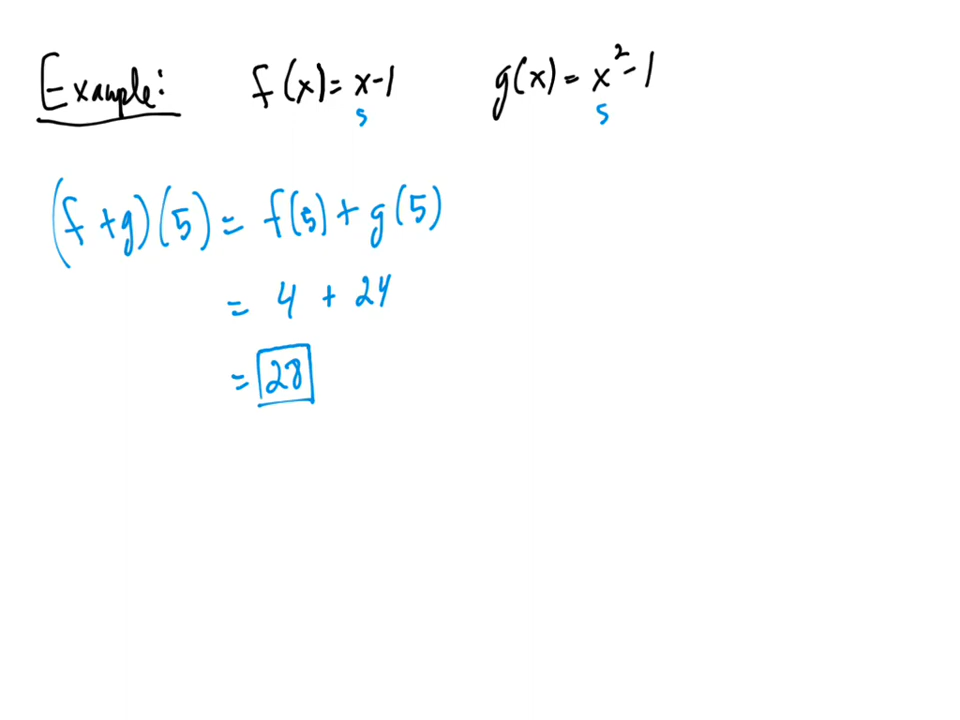 Example: f(x)=x-1 g(x)=x²-1
5 5
(f+g)(5)=f(5)+g(5)
= 4 + 24
= 28